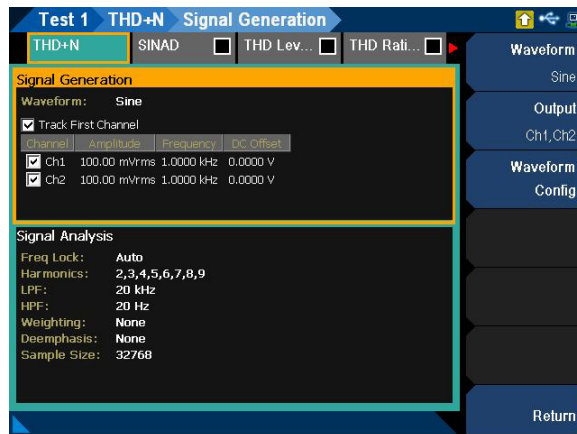 Test 1 THD+N Signal Generation
THD+N SINAD THD Lev... THD Rati...
Signal Generation
Waveform: Sine
Track First Channel
Channel Amplitude Frequency DC Offset
Ch1 100.00 mVrms 1.0000 kHz 0.0000 V
Ch2 100.00 mVrms 1.0000 kHz 0.0000 V
Signal Analysis
Freq Lock: Auto
Harmonics: 2,3,4,5,6,7,8,9
LPF: 20 kHz
HPF: 20 Hz
Weighting: None
Deemphasis: None
Sample Size: 32768
Waveform
Sine
Output
Ch1,Ch2
Waveform
Config
Return